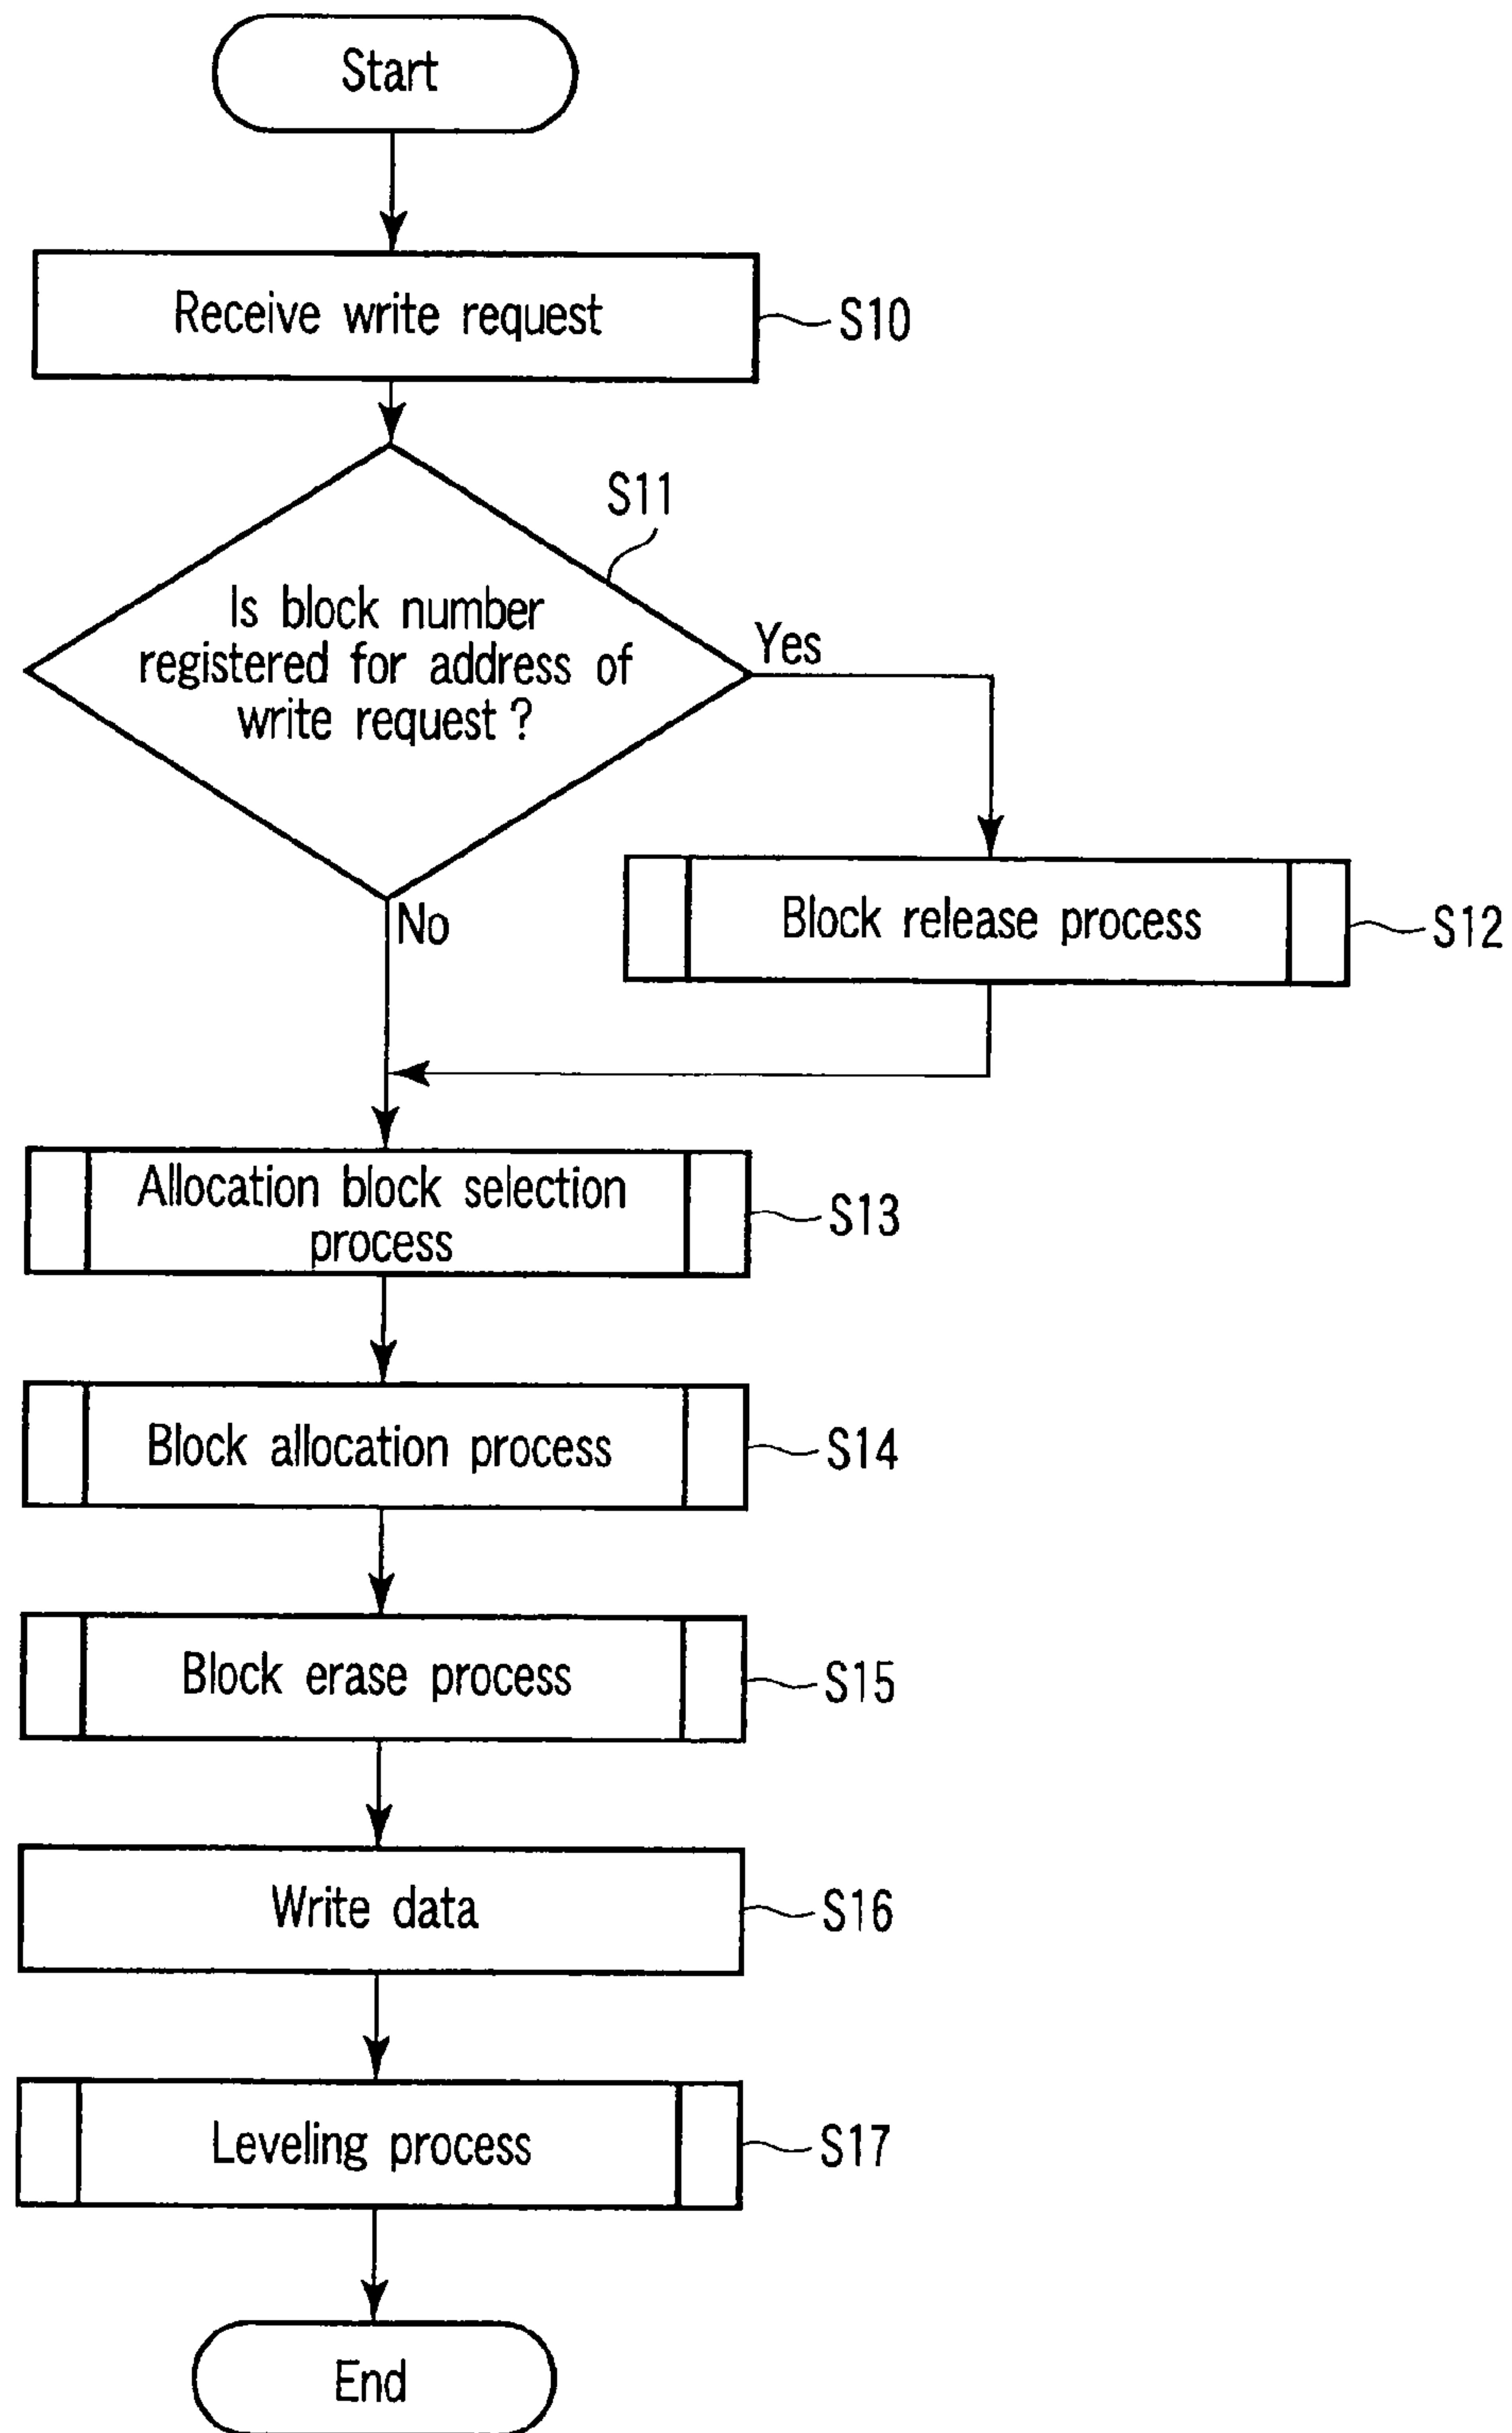 Start
Receive write request
S10
S11
Is block number
registered for address of
write request ?
Yes
No
Block release process
S12
Allocation block selection
process
S13
Block allocation process
S14
Block erase process
S15
Write data
S16
Leveling process
S17
End